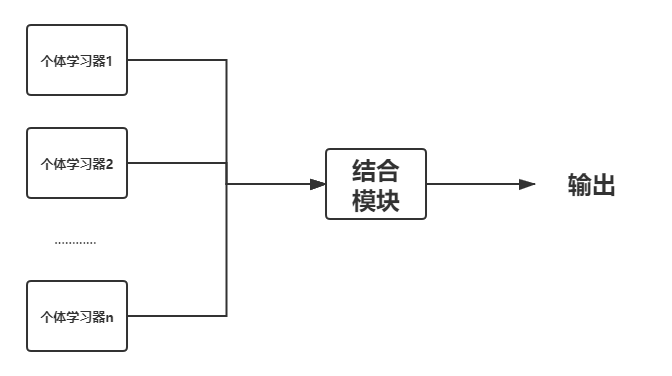 个体学习器1
个体学习器2
............
个体学习器n
结合
模块
输出